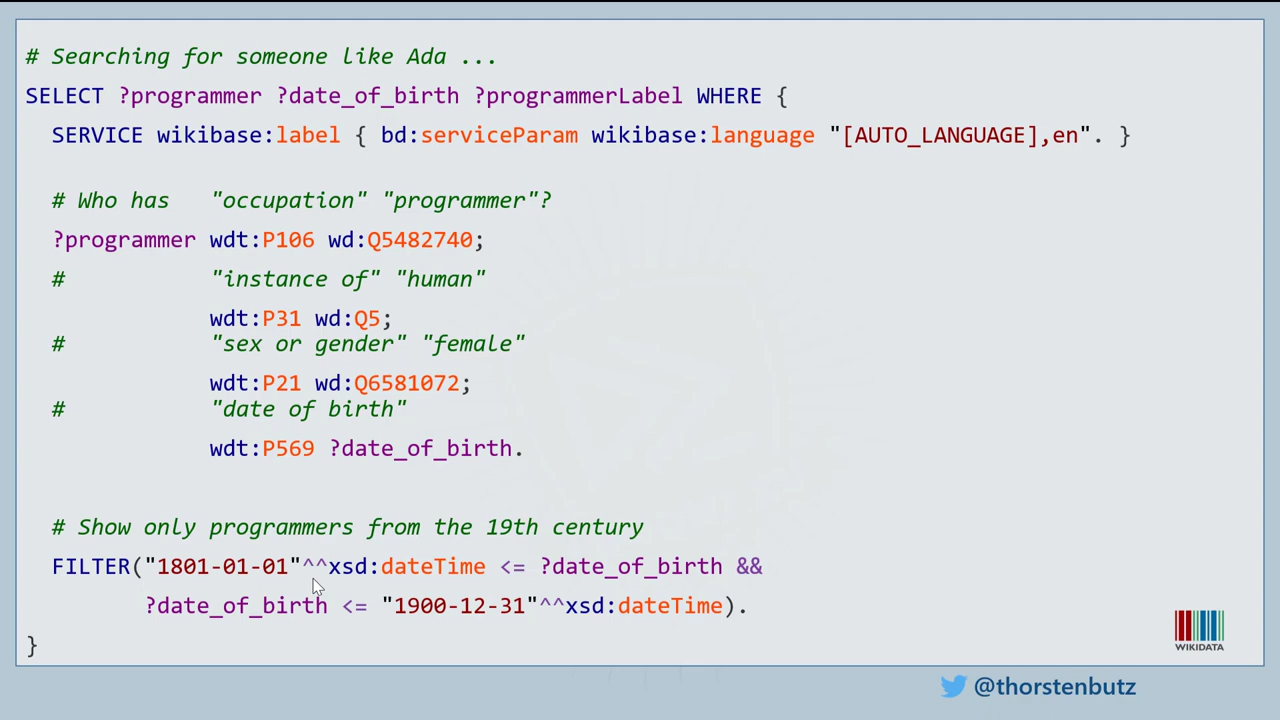 # Searching for someone like Ada ...
SELECT ?programmer ?date_of_birth ?programmerLabel WHERE {
SERVICE wikibase:label { bd:serviceParam wikibase:language "[AUTO_LANGUAGE],en". }
# Who has "occupation" "programmer"?
?programmer wdt:P106 wd:Q5482740;
# "instance of" "human"
wdt:P31 wd:Q5;
# "sex or gender" "female"
wdt:P21 wd:Q6581072;
# "date of birth"
wdt:P569 ?date_of_birth.
# Show only programmers from the 19th century
FILTER("1801-01-01"^^xsd:dateTime <= ?date_of_birth &&
?date_of_birth <= "1900-12-31"^^xsd:dateTime).
}
WIKIDATA
@thorstenbutz